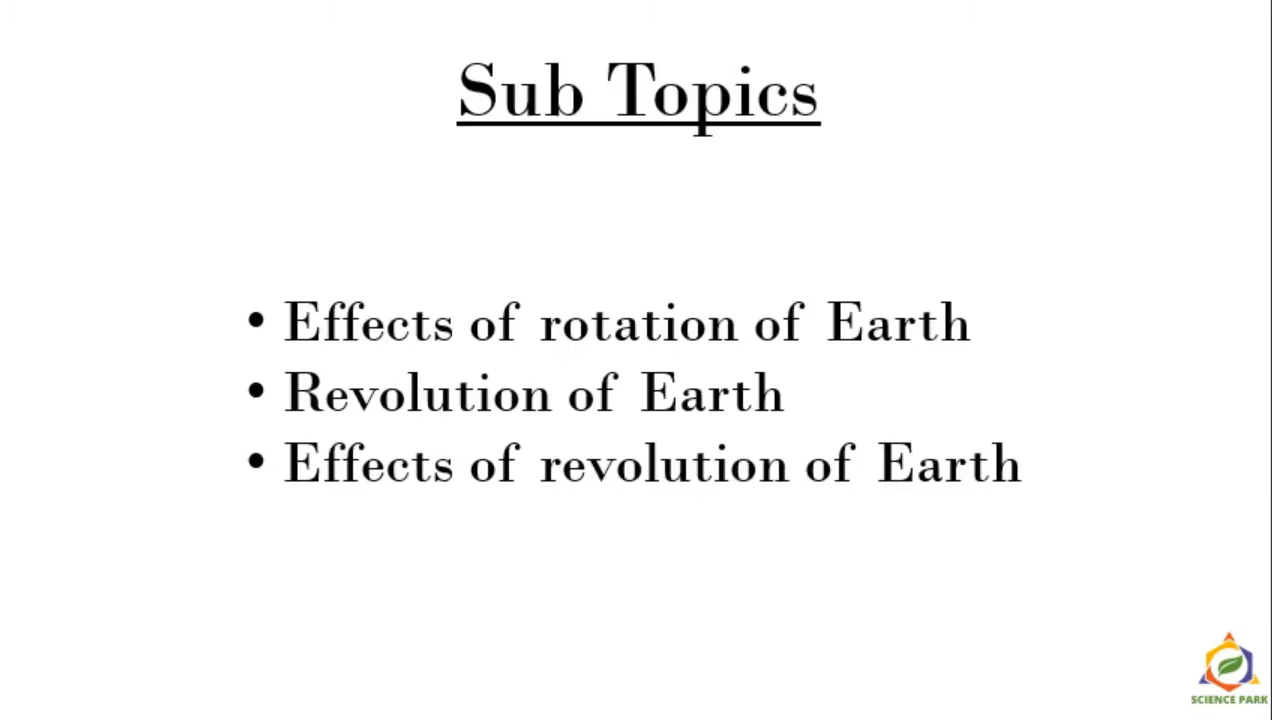 Sub Topics
• Effects of rotation of Earth
• Revolution of Earth
• Effects of revolution of Earth
SCIENCE PARK